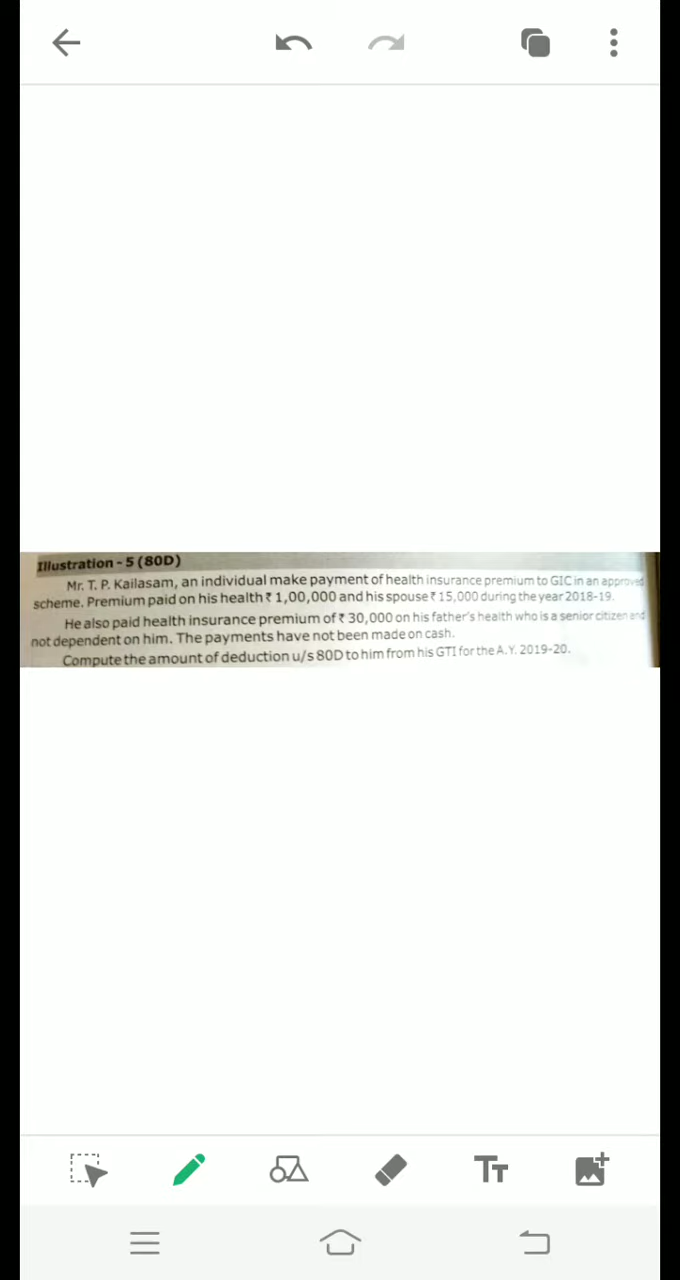 Illustration - 5 (80D)
Mr. T. P. Kailasam, an individual make payment of health insurance premium to GIC in an approved
scheme. Premium paid on his health ₹ 1,00,000 and his spouse ₹ 15,000 during the year 2018-19.
He also paid health insurance premium of ₹ 30,000 on his father's health who is a senior citizen and
not dependent on him. The payments have not been made on cash.
Compute the amount of deduction u/s 80D to him from his GTI for the A.Y. 2019-20.
TT